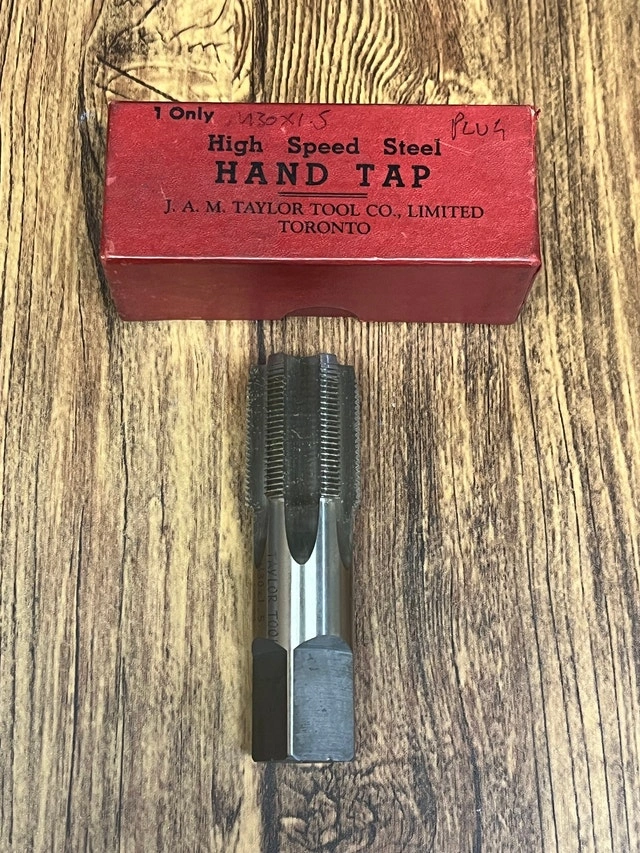 1 Only M30X1.5 PLUG
High Speed Steel
HAND TAP
J. A. M. TAYLOR TOOL CO., LIMITED
TORONTO
TAYLOR TOOL